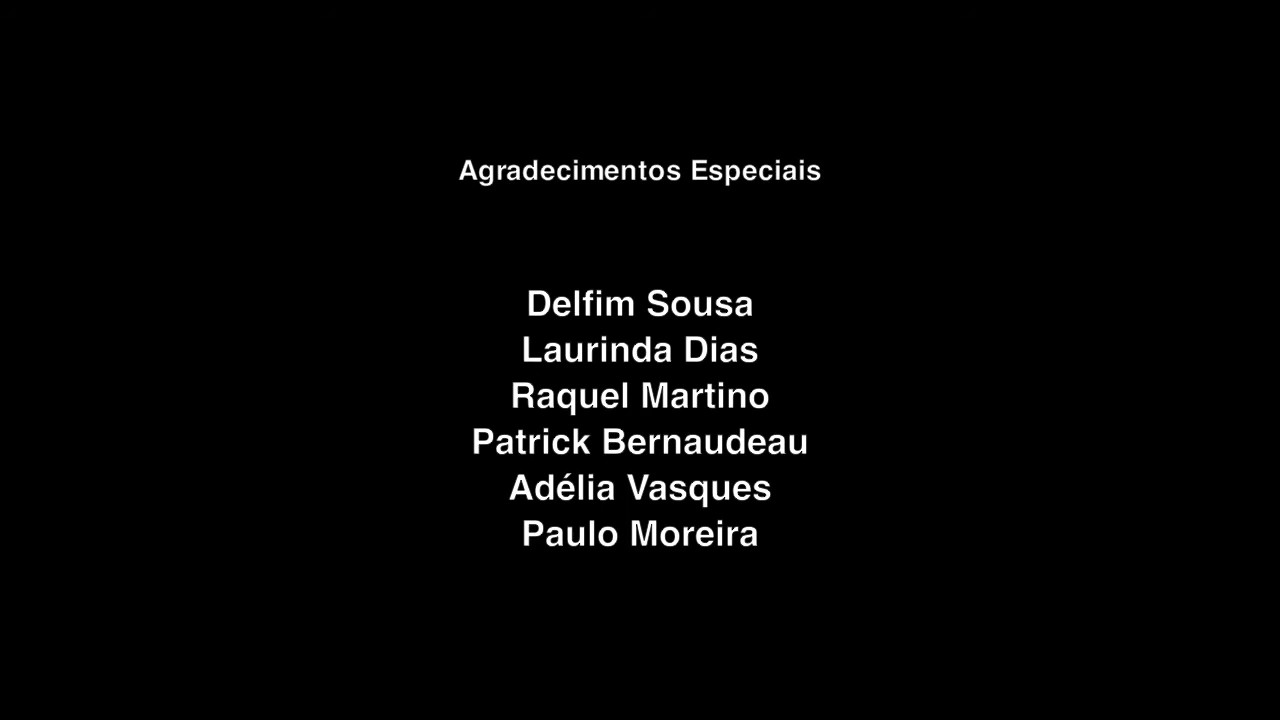 Agradecimentos Especiais
Delfim Sousa
Laurinda Dias
Raquel Martino
Patrick Bernaudeau
Adélia Vasques
Paulo Moreira